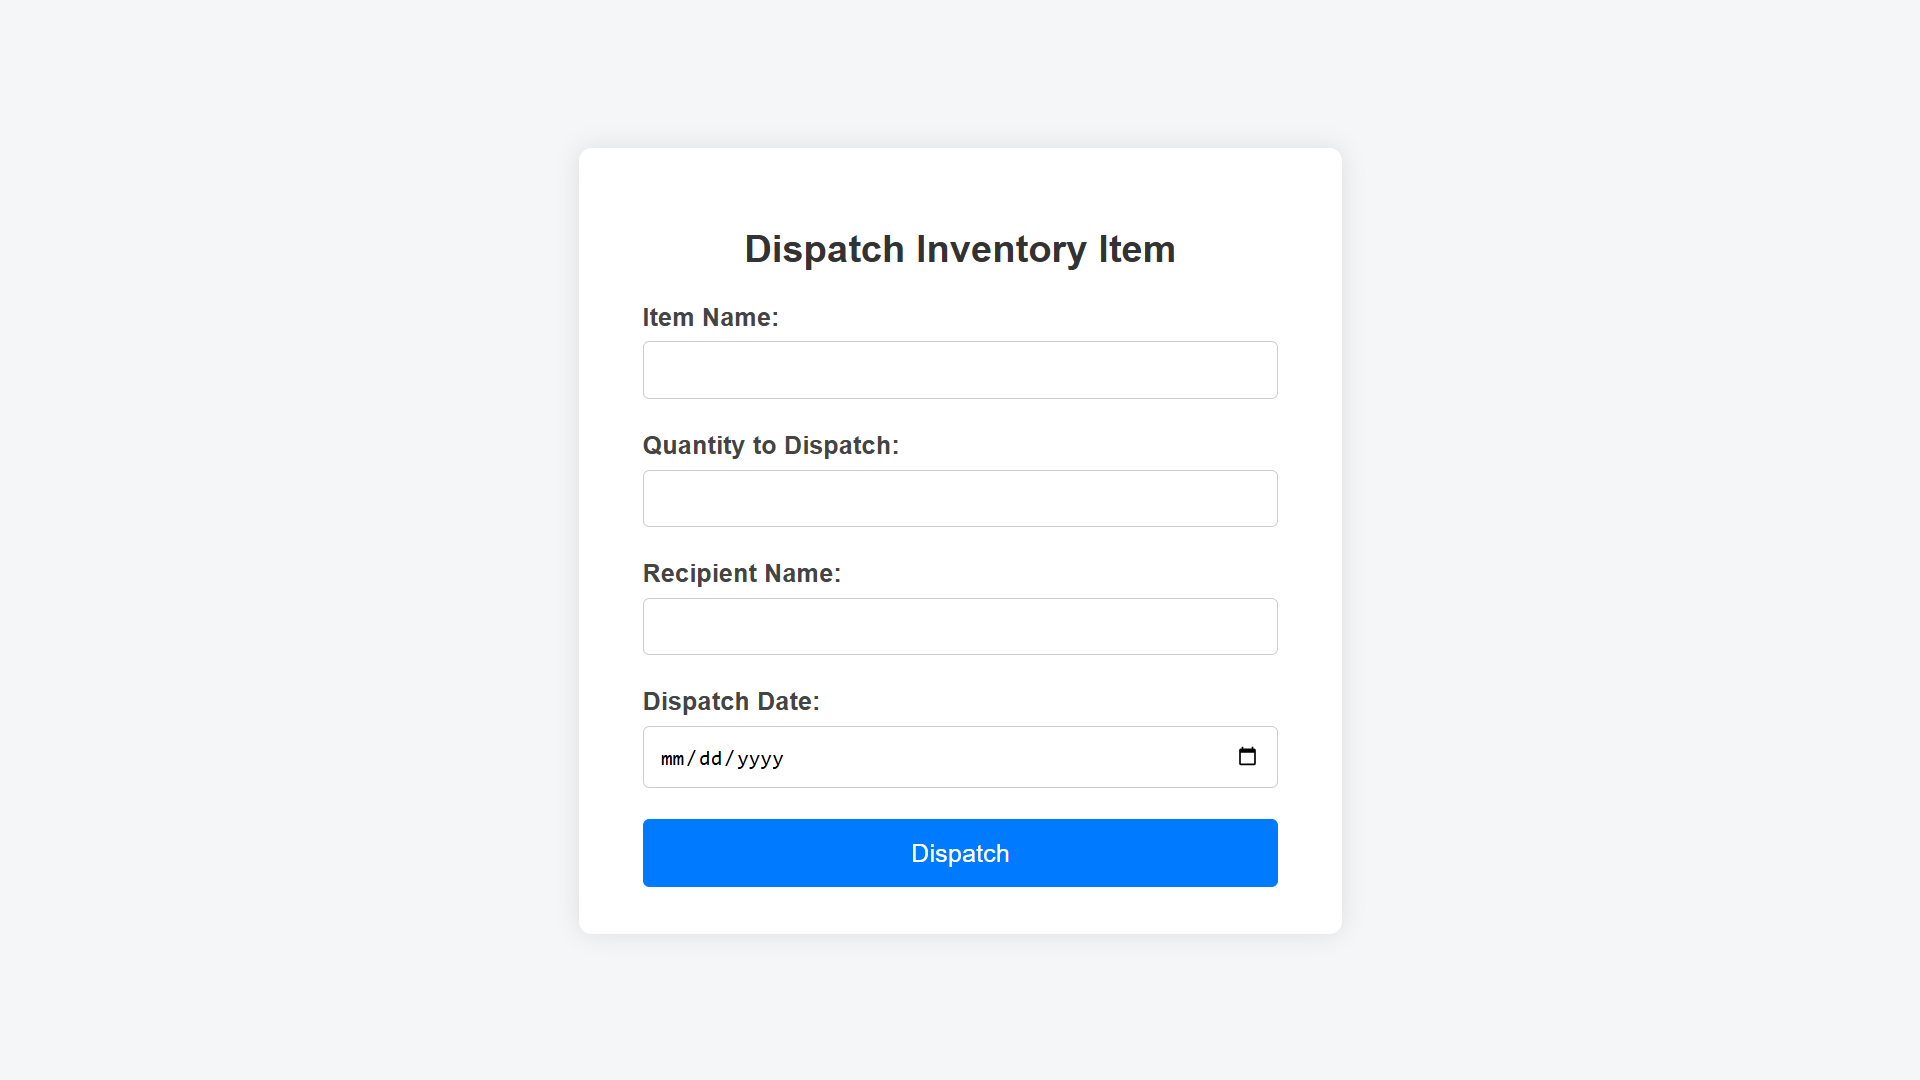 Dispatch Inventory Item
Item Name:
Quantity to Dispatch:
Recipient Name:
Dispatch Date:
mm/dd/yyyy
Dispatch